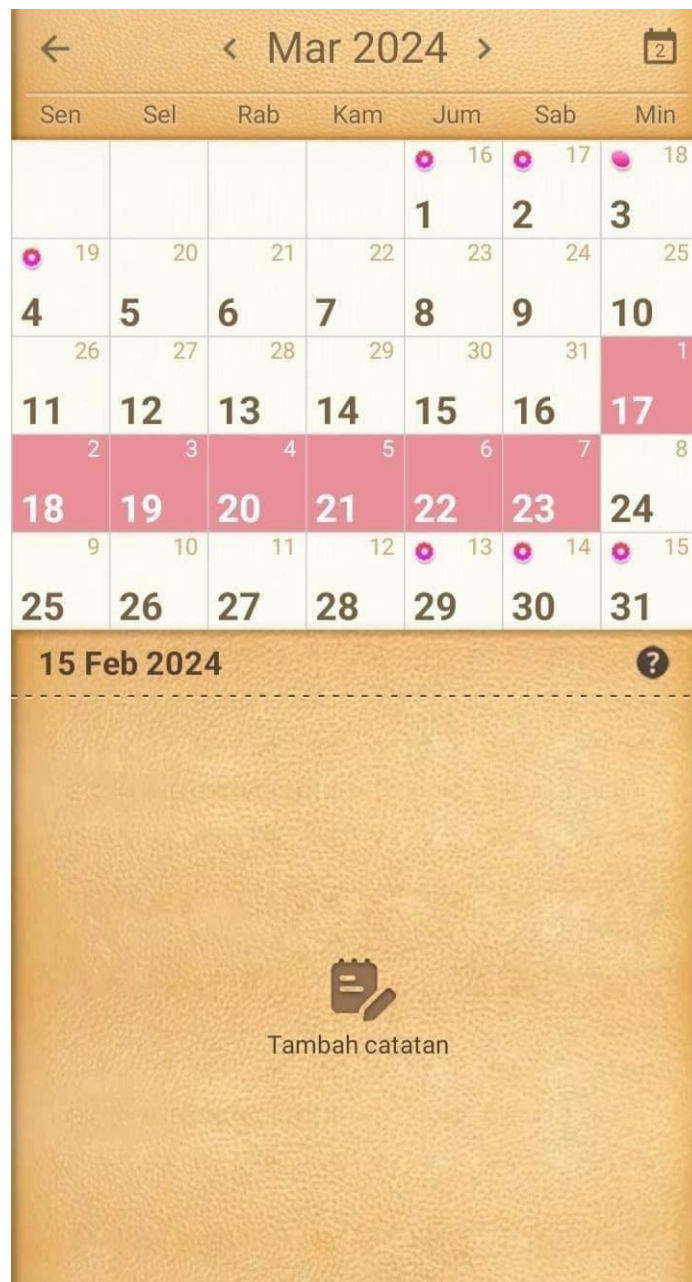 Mar 2024
2
Sen Sel Rab Kam Jum Sab Min
16 17 18
1 2 3
19 20 21 22 23 24 25
4 5 6 7 8 9 10
26 27 28 29 30 31 1
11 12 13 14 15 16 17
2 3 4 5 6 7 8
18 19 20 21 22 23 24
9 10 11 12 13 14 15
25 26 27 28 29 30 31
15 Feb 2024 ?
Tambah catatan